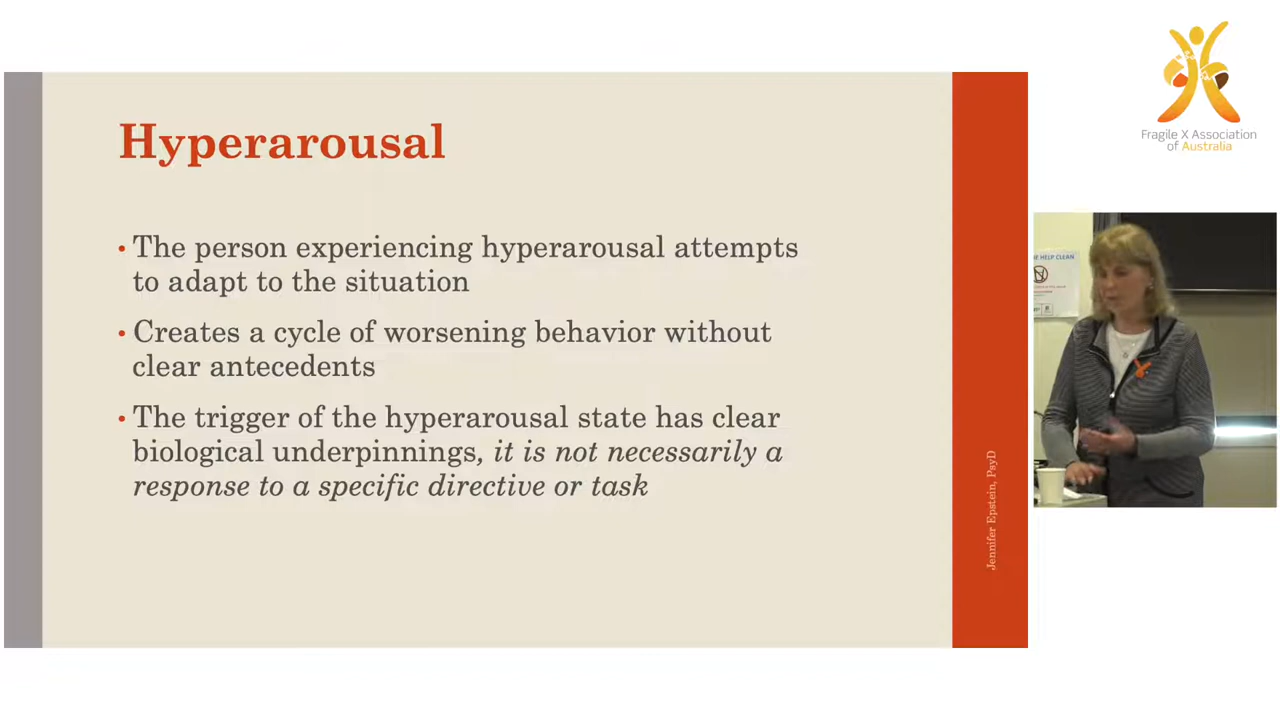 Hyperarousal
• The person experiencing hyperarousal attempts
to adapt to the situation
• Creates a cycle of worsening behavior without
clear antecedents
• The trigger of the hyperarousal state has clear
biological underpinnings, it is not necessarily a
response to a specific directive or task
Jennifer Epstein, PsyD
Fragile X Association
of Australia
HELP CLEAN